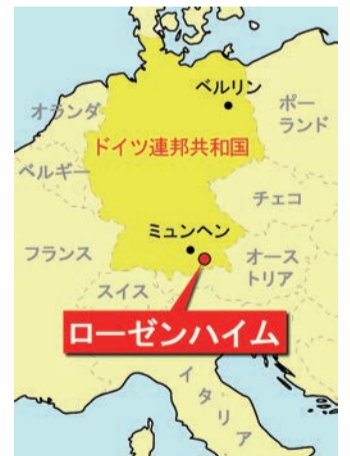 ベルリン
オランダ
ポー
ランド
ドイツ連邦共和国
ベルギー
チェコ
ミュンヘン
フランス
オース
トリア
スイス
ローゼンハイム
イタリア